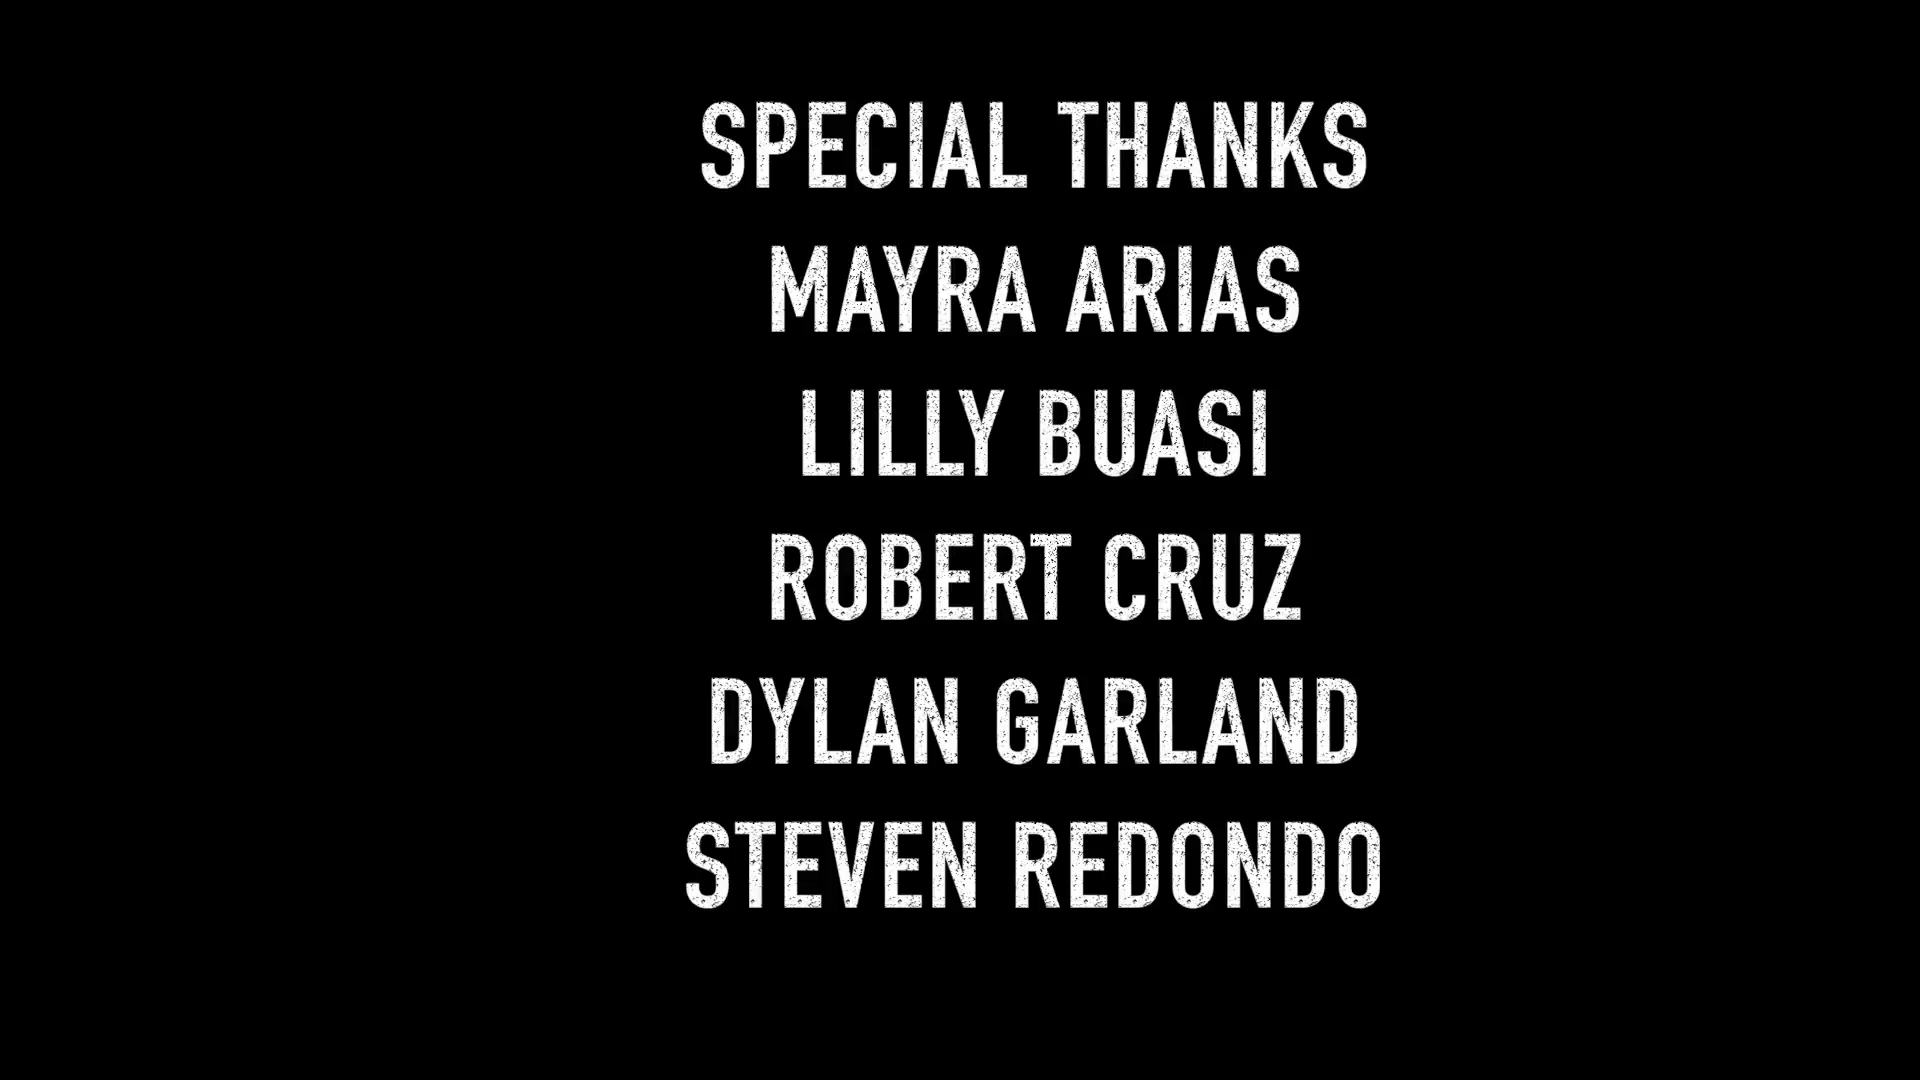 SPECIAL THANKS
MAYRA ARIAS
LILLY BUASI
ROBERT CRUZ
DYLAN GARLAND
STEVEN REDONDO